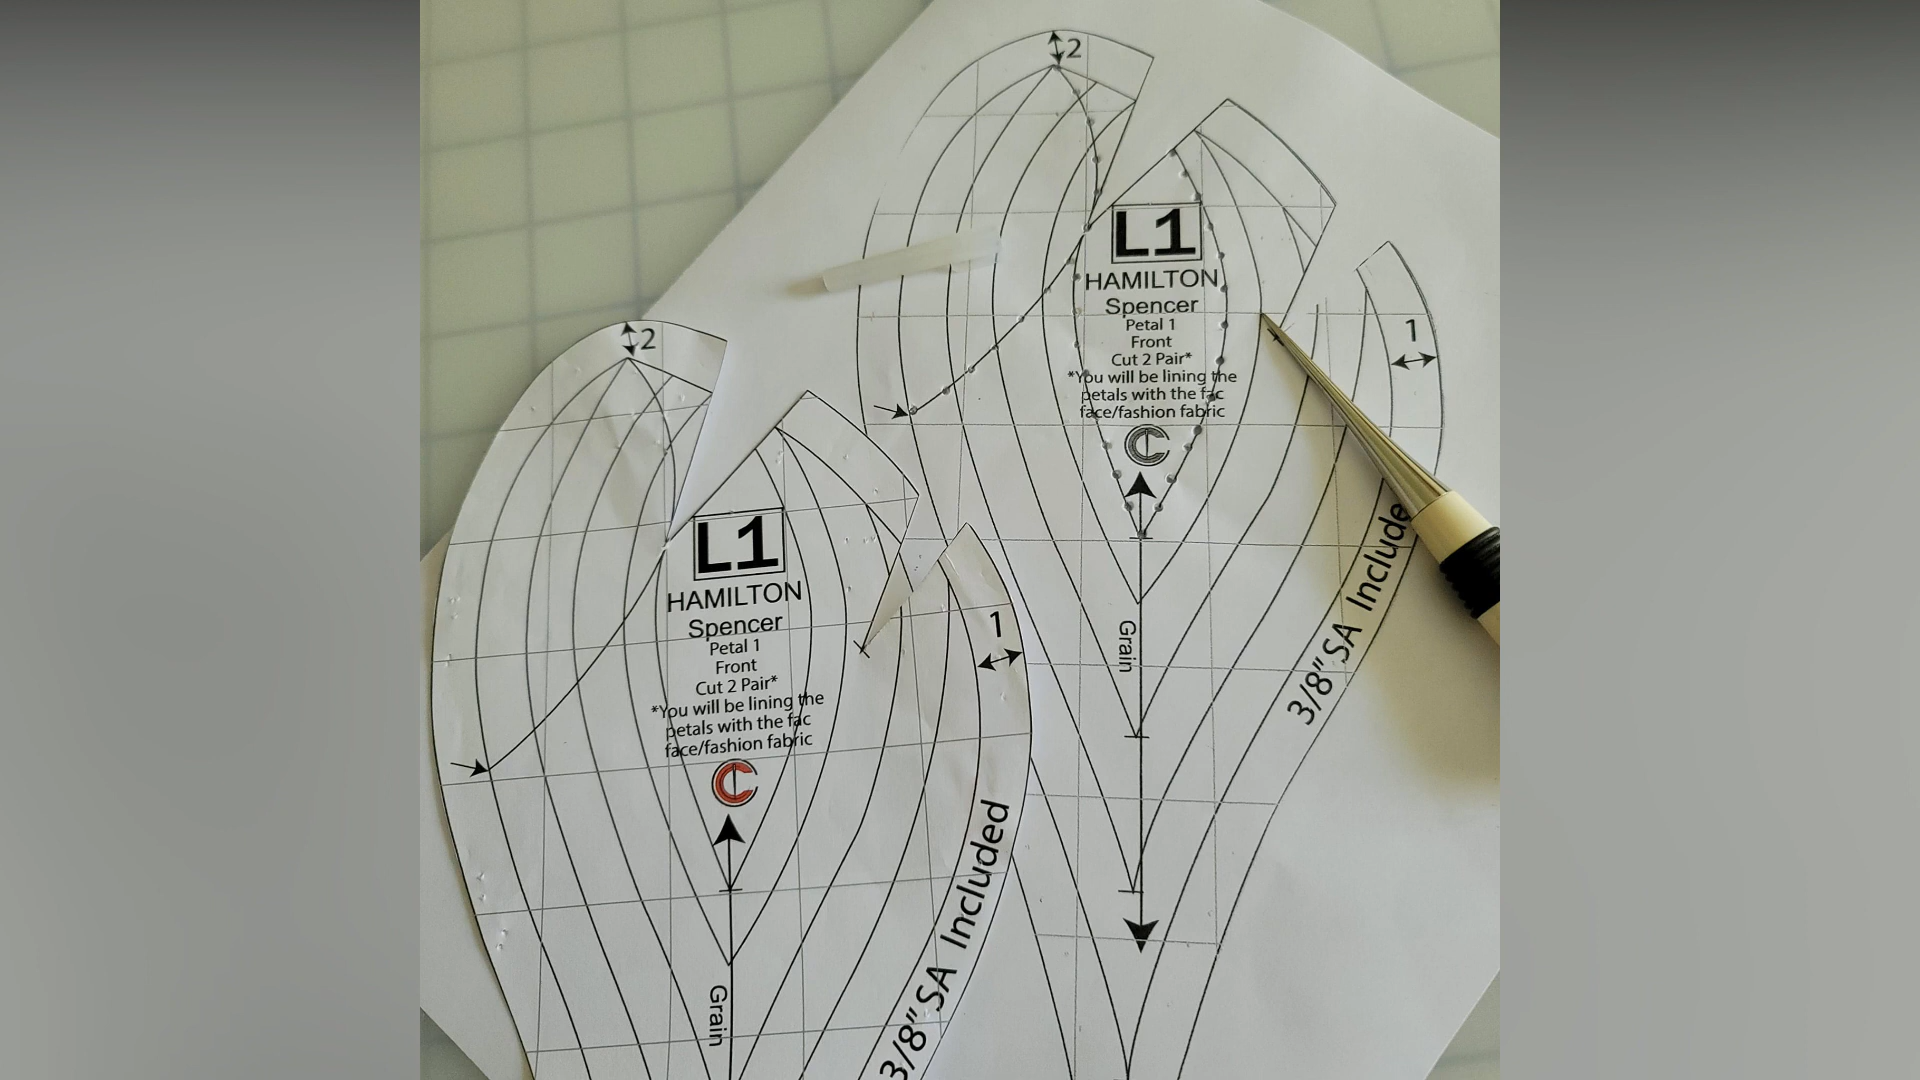 2
L1
HAMILTON
Spencer
Petal 1
Front
Cut 2 Pair*
*You will be lining the
petals with the fac
face/fashion fabric
C
Grain
1
3/8" SA Include
2
L1
HAMILTON
Spencer
Petal 1
Front
Cut 2 Pair*
*You will be lining the
petals with the fac
face/fashion fabric
C
Grain
1
3/8" SA Included